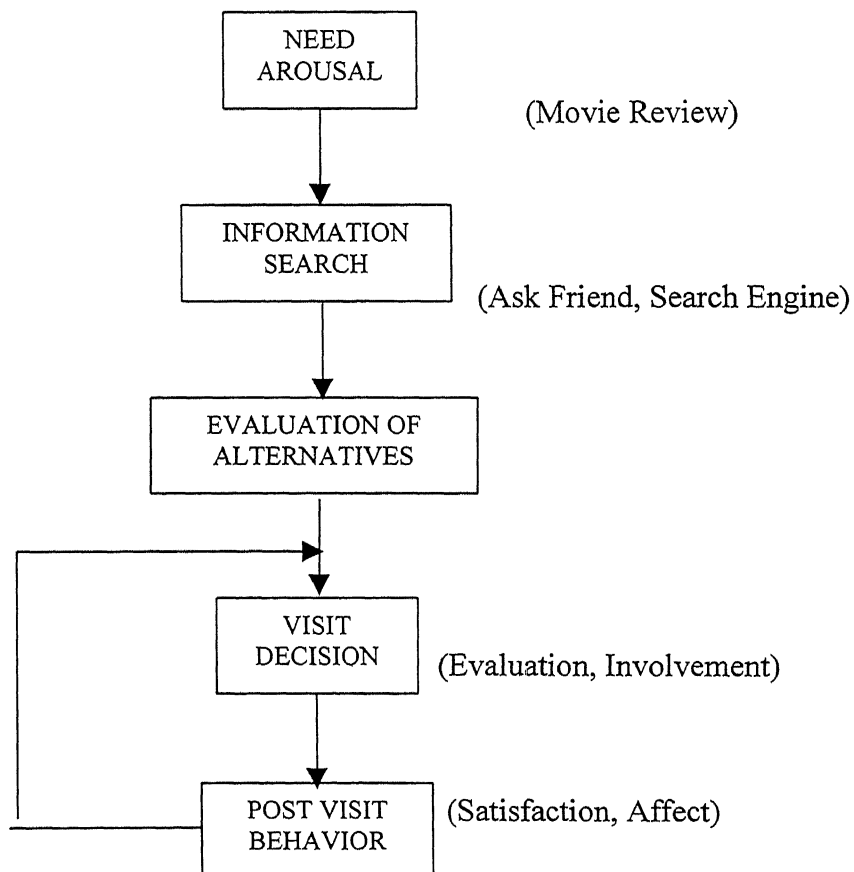 NEED
AROUSAL
(Movie Review)
INFORMATION
SEARCH
(Ask Friend, Search Engine)
EVALUATION OF
ALTERNATIVES
VISIT
DECISION
(Evaluation, Involvement)
POST VISIT
BEHAVIOR
(Satisfaction, Affect)